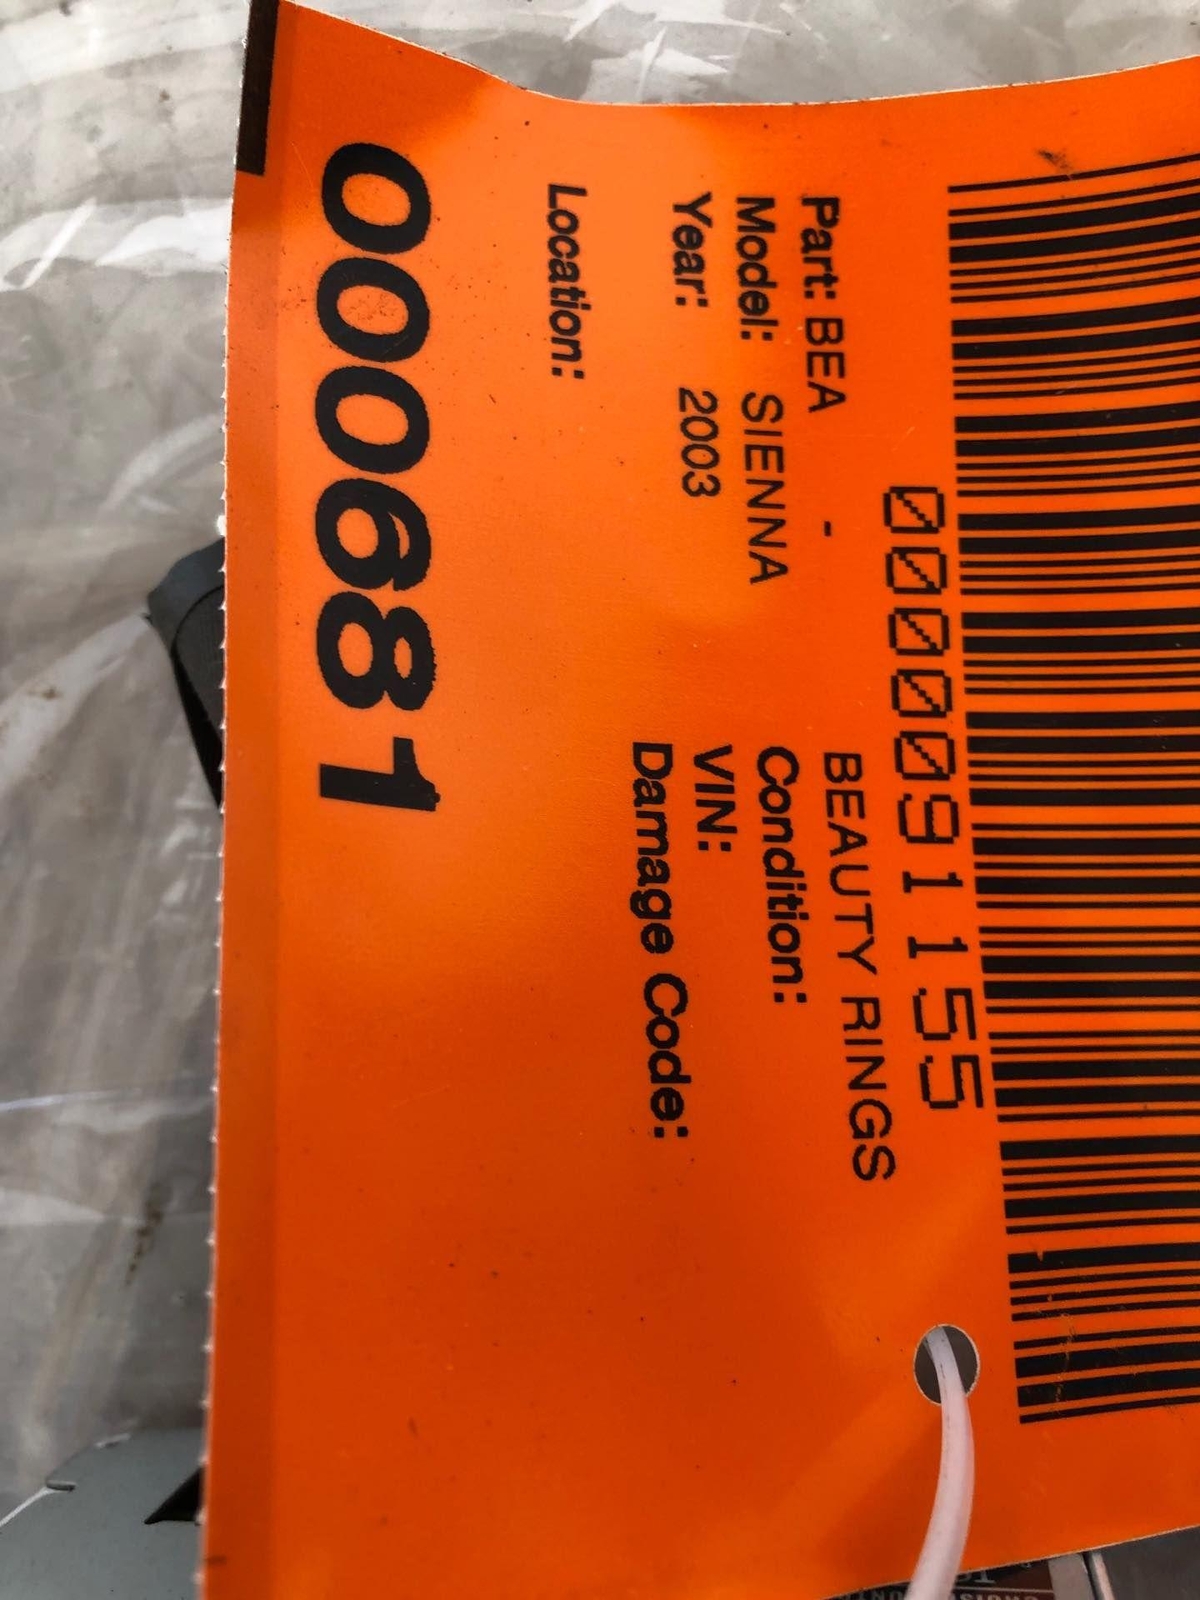 0000091155
Part: BEA - BEAUTY RINGS
Model: SIENNA Condition:
Year: 2003 VIN:
Damage Code:
Location:
000681